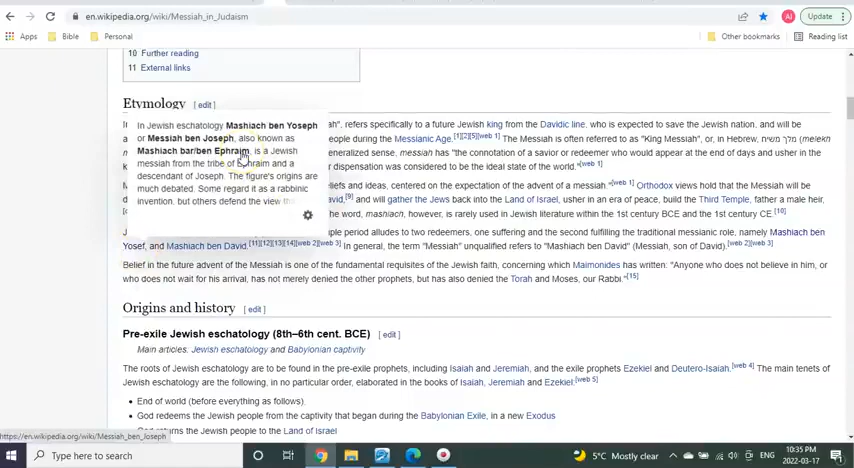 en.wikipedia.org/wiki/Messiah_in_Judaism
Update
Apps
Bible
Personal
Other bookmarks
Reading list
10 Further reading
11 External links
Etymology [ edit ]
In Jewish eschatology Mashiach ben Yoseph
or Messiah ben Joseph, also known as
Mashiach bar/ben Ephraim, is a Jewish
messiah from the tribe of Ephraim and a
descendant of Joseph. The figure's origins are
much debated. Some regard it as a rabbinic
invention, but others defend the view
refers specifically to a future Jewish king from the Davidic line, who is expected to save the Jewish nation, and will be
people during the Messianic Age.[1][2][5][web 1] The Messiah is often referred to as "King Messiah", or, in Hebrew, מלך משיח (melekh
generalized sense, messiah has "the connotation of a savior or redeemer who would appear at the end of days and usher in the
dispensation was considered to be the ideal state of the world."[web 1]
and ideas, centered on the expectation of the advent of a messiah."[web 1] Orthodox views hold that the Messiah will be
[9] and will gather the Jews back into the Land of Israel, usher in an era of peace, build the Third Temple, father a male heir,
The word, mashiach, however, is rarely used in Jewish literature within the 1st century BCE and the 1st century CE.[10]
period alludes to two redeemers, one suffering and the second fulfilling the traditional messianic role, namely Mashiach ben
Yosef, and Mashiach ben David.[11][12][13][14][web 2][web 3] In general, the term "Messiah" unqualified refers to "Mashiach ben David" (Messiah, son of David).[web 2][web 3]
Belief in the future advent of the Messiah is one of the fundamental requisites of the Jewish faith, concerning which Maimonides has written: "Anyone who does not believe in him, or
who does not wait for his arrival, has not merely denied the other prophets, but has also denied the Torah and Moses, our Rabbi."[15]
Origins and history [ edit ]
Pre-exile Jewish eschatology (8th–6th cent. BCE) [ edit ]
Main articles: Jewish eschatology and Babylonian captivity
The roots of Jewish eschatology are to be found in the pre-exile prophets, including Isaiah and Jeremiah, and the exile prophets Ezekiel and Deutero-Isaiah.[web 4] The main tenets of
Jewish eschatology are the following, in no particular order, elaborated in the books of Isaiah, Jeremiah and Ezekiel:[web 5]
• End of world (before everything as follows).
• God redeems the Jewish people from the captivity that began during the Babylonian Exile, in a new Exodus
returns the Jewish people to the Land of Israel
https://en.wikipedia.org/wiki/Messiah_ben_Joseph
Type here to search
5°C Mostly clear
ENG
10:35 PM
2022-03-17